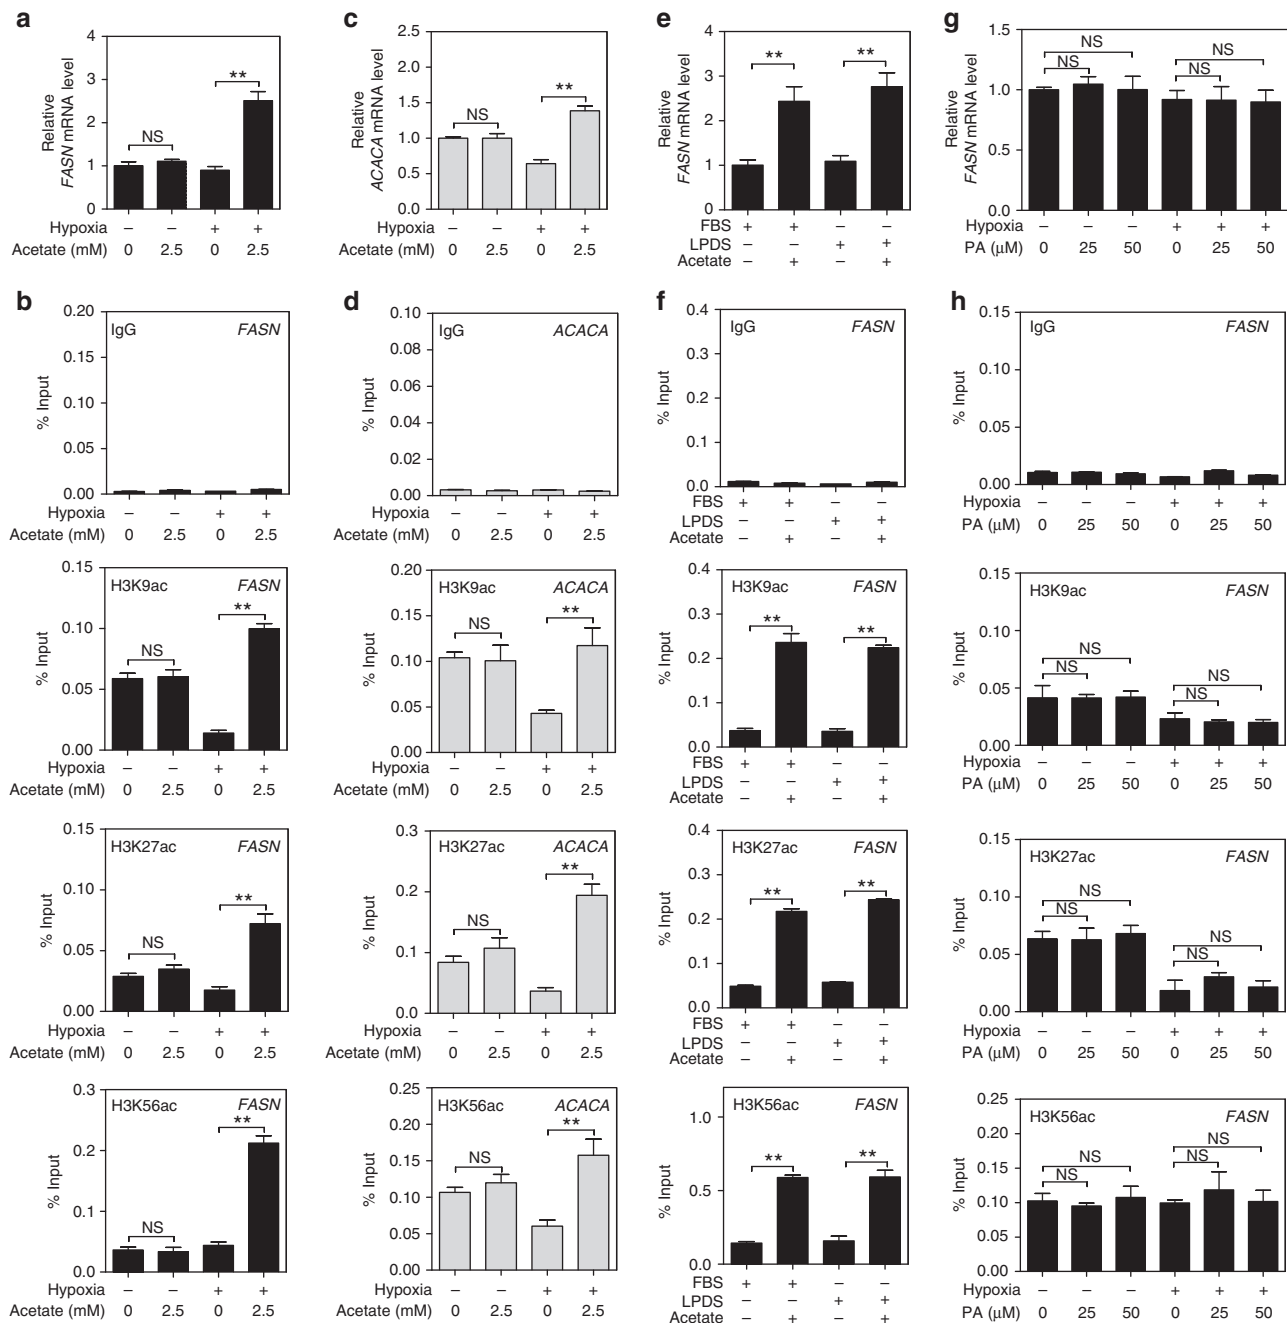 a
Relative
FASN mRNA level
4
3
2
1
0
NS
**
Hypoxia – – + +
Acetate (mM) 0 2.5 0 2.5
c
Relative
ACACA mRNA level
2.5
2.0
1.5
1.0
0.5
0.0
NS
**
– – + +
0 2.5 0 2.5
e
Relative
FASN mRNA level
4
3
2
1
0
**
**
FBS + + – –
LPDS – – + +
Acetate – + – +
g
Relative
FASN mRNA level
1.5
1.0
0.5
0.0
NS
NS
NS
NS
Hypoxia – – – + + +
PA (μM) 0 25 50 0 25 50
b
% Input
0.20
0.15
0.10
0.05
0.00
IgG FASN
Hypoxia – – + +
Acetate (mM) 0 2.5 0 2.5
d
% Input
0.10
0.08
0.06
0.04
0.02
0.00
IgG ACACA
Hypoxia – – + +
Acetate (mM) 0 2.5 0 2.5
f
% Input
0.4
0.3
0.2
0.1
0.0
IgG FASN
FBS + + – –
LPDS – – + +
Acetate – + – +
h
% Input
0.15
0.10
0.05
0.00
IgG FASN
Hypoxia – – – + + +
PA (μM) 0 25 50 0 25 50
% Input
0.15
0.10
0.05
0.00
H3K9ac FASN
NS
**
Hypoxia – – + +
Acetate (mM) 0 2.5 0 2.5
% Input
0.20
0.15
0.10
0.05
0.00
H3K9ac ACACA
NS
**
Hypoxia – – + +
Acetate (mM) 0 2.5 0 2.5
% Input
0.4
0.3
0.2
0.1
0.0
H3K9ac FASN
**
**
FBS + + – –
LPDS – – + +
Acetate – + – +
% Input
0.15
0.10
0.05
0.00
H3K9ac FASN
NS
NS
NS
NS
Hypoxia – – – + + +
PA (μM) 0 25 50 0 25 50
% Input
0.15
0.10
0.05
0.00
H3K27ac FASN
NS
**
Hypoxia – – + +
Acetate (mM) 0 2.5 0 2.5
% Input
0.3
0.2
0.1
0.0
H3K27ac ACACA
NS
**
Hypoxia – – + +
Acetate (mM) 0 2.5 0 2.5
% Input
0.4
0.3
0.2
0.1
0.0
H3K27ac FASN
**
**
FBS + + – –
LPDS – – + +
Acetate – + – +
% Input
0.15
0.10
0.05
0.00
H3K27ac FASN
NS
NS
NS
NS
Hypoxia – – – + + +
PA (μM) 0 25 50 0 25 50
% Input
0.3
0.2
0.1
0.0
H3K56ac FASN
NS
**
Hypoxia – – + +
Acetate (mM) 0 2.5 0 2.5
% Input
0.25
0.20
0.15
0.10
0.05
0.00
H3K56ac ACACA
NS
**
Hypoxia – – + +
Acetate (mM) 0 2.5 0 2.5
% Input
1.0
0.5
0.0
H3K56ac FASN
**
**
FBS + + – –
LPDS – – + +
Acetate – + – +
% Input
0.25
0.20
0.15
0.10
0.05
0.00
H3K56ac FASN
NS
NS
NS
NS
Hypoxia – – – + + +
PA (μM) 0 25 50 0 25 50